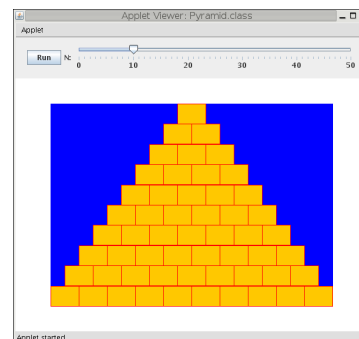 Applet Viewer: Pyramid.class
Applet
Run N:
0 10 20 30 40 50
Applet started.